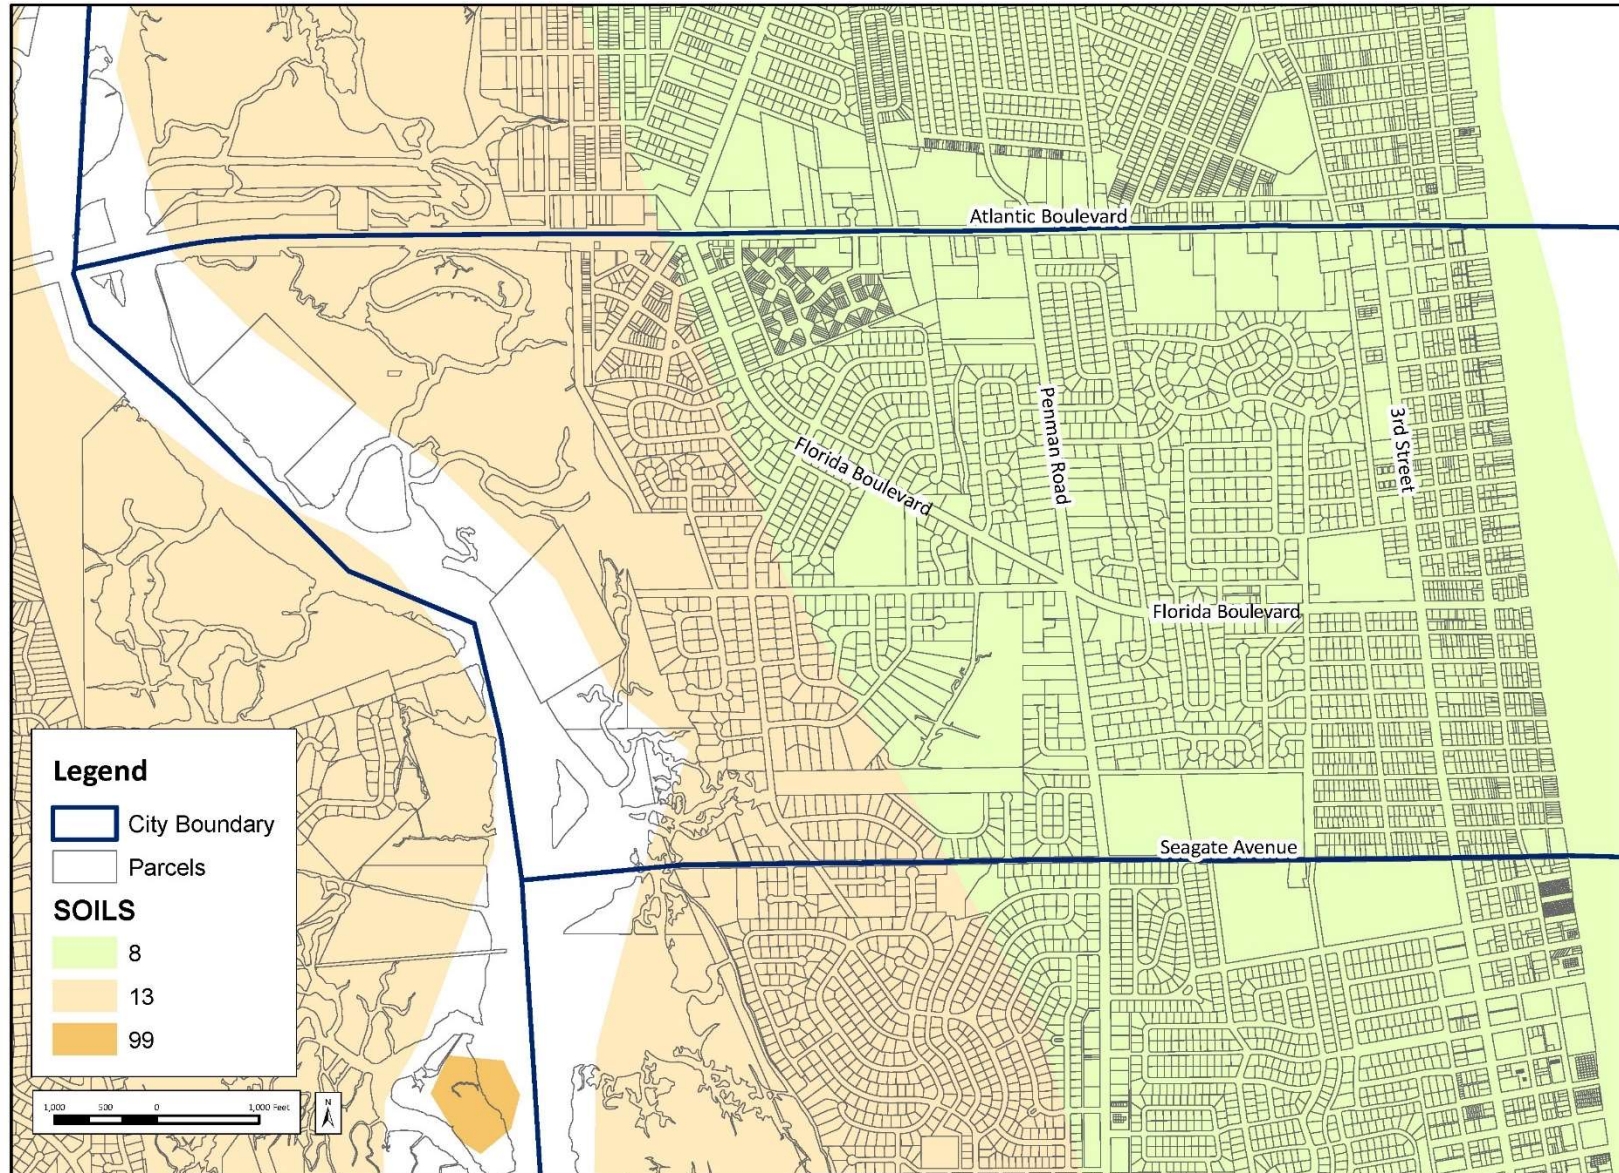 Atlantic Boulevard
Penman Road
3rd Street
Florida Boulevard
Florida Boulevard
Seagate Avenue
Legend
City Boundary
Parcels
SOILS
8
13
99
1,000 500 0 1,000 Feet
N